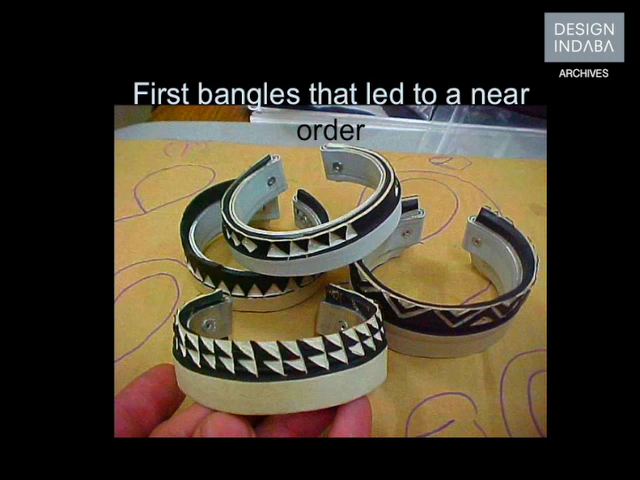 DESIGN
INDABA
ARCHIVES
First bangles that led to a near
order